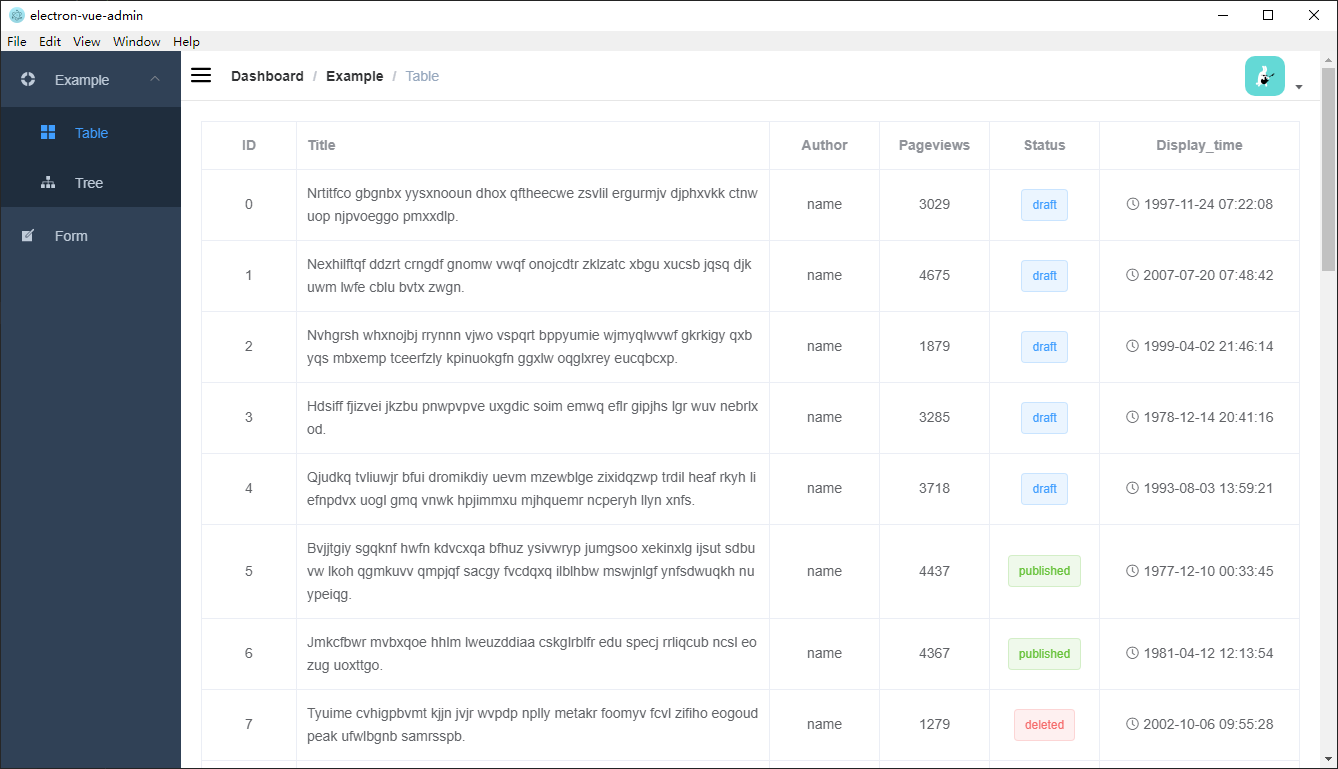 electron-vue-admin
File Edit View Window Help
Example
Table
Tree
Form
Dashboard / Example / Table
ID Title Author Pageviews Status Display_time
0 Nrtitfco gbgnbx yysxnooun dhox qftheecwe zsvlil ergurmjv djphxvkk ctnw name 3029 draft 1997-11-24 07:22:08
uop njpvoeggo pmxxdlp.
1 Nexhilftqf ddzrt crngdf gnomw vwqf onojcdtr zklzatc xbgu xucsb jqsq djk name 4675 draft 2007-07-20 07:48:42
uwm lwfe cblu bvtx zwgn.
2 Nvhgrsh whxnojbj rrynnn vjwo vspqrt bppyumie wjmyqlwvwf gkrkigy qxb name 1879 draft 1999-04-02 21:46:14
yqs mbxemp tceerfzly kpinuokgfn ggxlw oqglxrey eucqbcxp.
3 Hdsiff fjizvei jkzbu pnwpvpve uxgdic soim emwq eflr gipjhs lgr wuv nebrlx name 3285 draft 1978-12-14 20:41:16
od.
4 Qjudkq tvliuwjr bfui dromikdiy uevm mzewblge zixidqzwp trdil heaf rkyh li name 3718 draft 1993-08-03 13:59:21
efnpdvx uogl gmq vnwk hpjimmxu mjhquemr ncperyh llyn xnfs.
5 Bvjjtgiy sgqknf hwfn kdvcxqa bfhuz ysivwryp jumgsoo xekinxlg ijsut sdbu name 4437 published 1977-12-10 00:33:45
vw lkoh qgmkuvv qmpjqf sacgy fvcdqxq ilblhbw mswjnlgf ynfsdwuqkh nu
ypeiqg.
6 Jmkcfbwr mvbxqoe hhlm lweuzddiaa cskglrblfr edu specj rrliqcub ncsl eo name 4367 published 1981-04-12 12:13:54
zug uoxttgo.
7 Tyuime cvhigpbvmt kjjn jvjr wvpdp nplly metakr foomyv fcvl zifiho eogoud name 1279 deleted 2002-10-06 09:55:28
peak ufwlbgnb samrsspb.